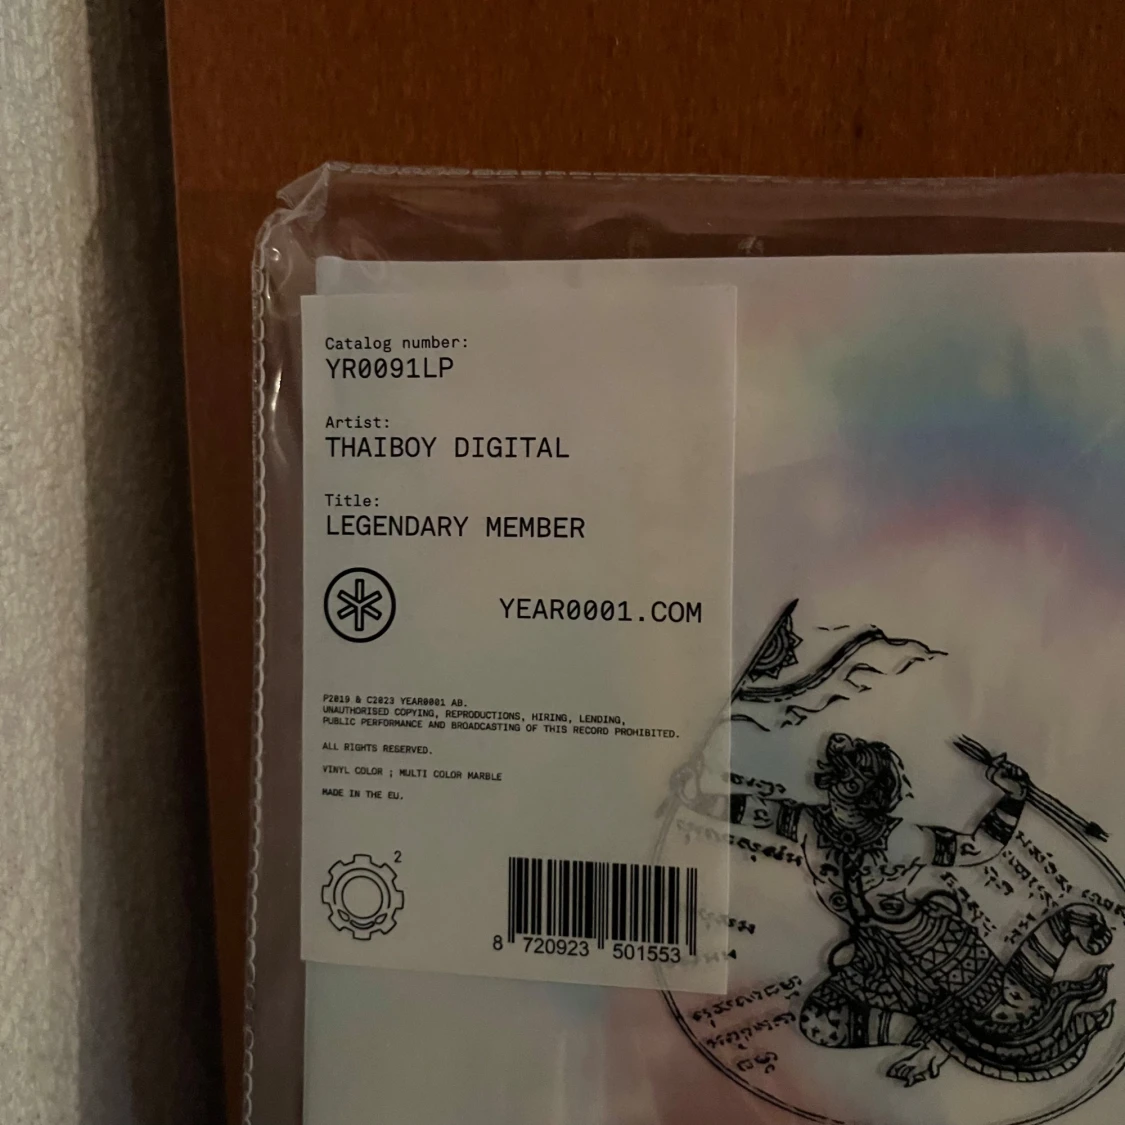 Catalog number:
YR0091LP
Artist:
THAIBOY DIGITAL
Title:
LEGENDARY MEMBER
YEAR0001.COM
P2019 & C2023 YEAR0001 AB.
UNAUTHORISED COPYING, REPRODUCTIONS, HIRING, LENDING,
PUBLIC PERFORMANCE AND BROADCASTING OF THIS RECORD PROHIBITED.
ALL RIGHTS RESERVED.
VINYL COLOR ; MULTI COLOR MARBLE
MADE IN THE EU.
2
8 720923 501553